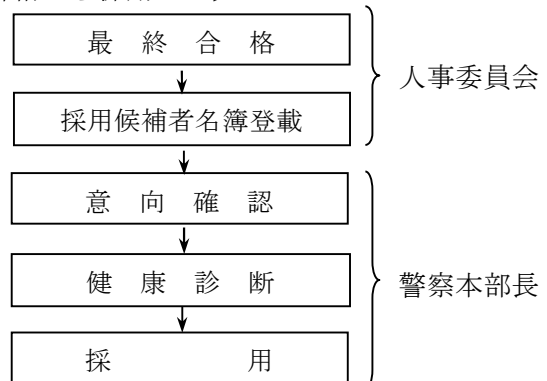 最 終 合 格
人事委員会
採用候補者名簿登載
意 向 確 認
健 康 診 断
警察本部長
採 用